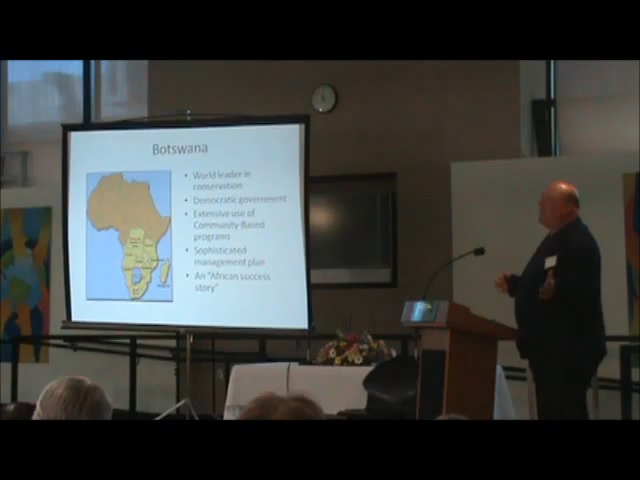 Botswana
• World leader in
conservation
• Democratic government
• Extensive use of
Community-Based
programs
• Sophisticated
management plan
• An "African success
story"